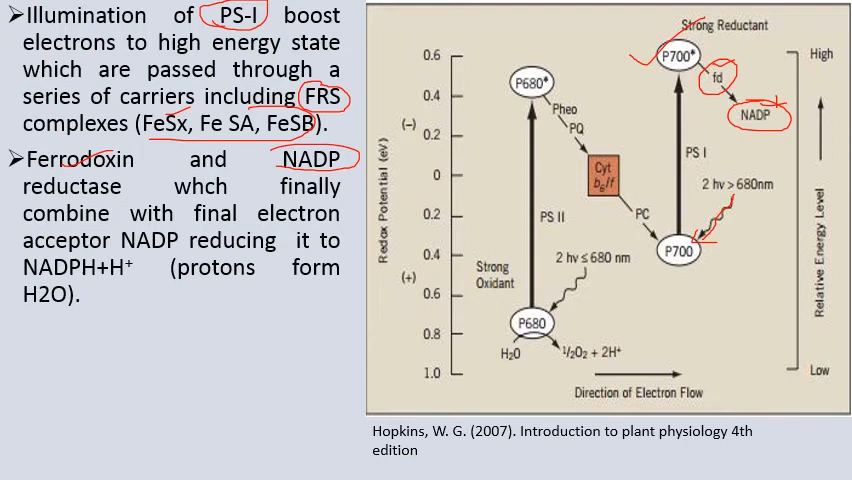 ➢Illumination of PS-I boost
electrons to high energy state
which are passed through a
series of carriers including FRS
complexes (FeSx, Fe SA, FeSB).
➢Ferrodoxin and NADP
reductase whch finally
combine with final electron
acceptor NADP reducing it to
NADPH+H⁺ (protons form
H2O).
Strong Reductant
0.6
0.4
(−)
0.2
0
0.2
0.4
(+)
0.6
0.8
1.0
Redox Potential (eV)
P680*
Pheo
PQ
Cyt
b₆/f
PC
PS II
2 hv ≤ 680 nm
Strong
Oxidant
P680
H₂O
½O₂ + 2H⁺
P700*
fd
NADP
PS I
2 hv > 680nm
P700
High
Relative Energy Level
Low
Direction of Electron Flow
Hopkins, W. G. (2007). Introduction to plant physiology 4th
edition